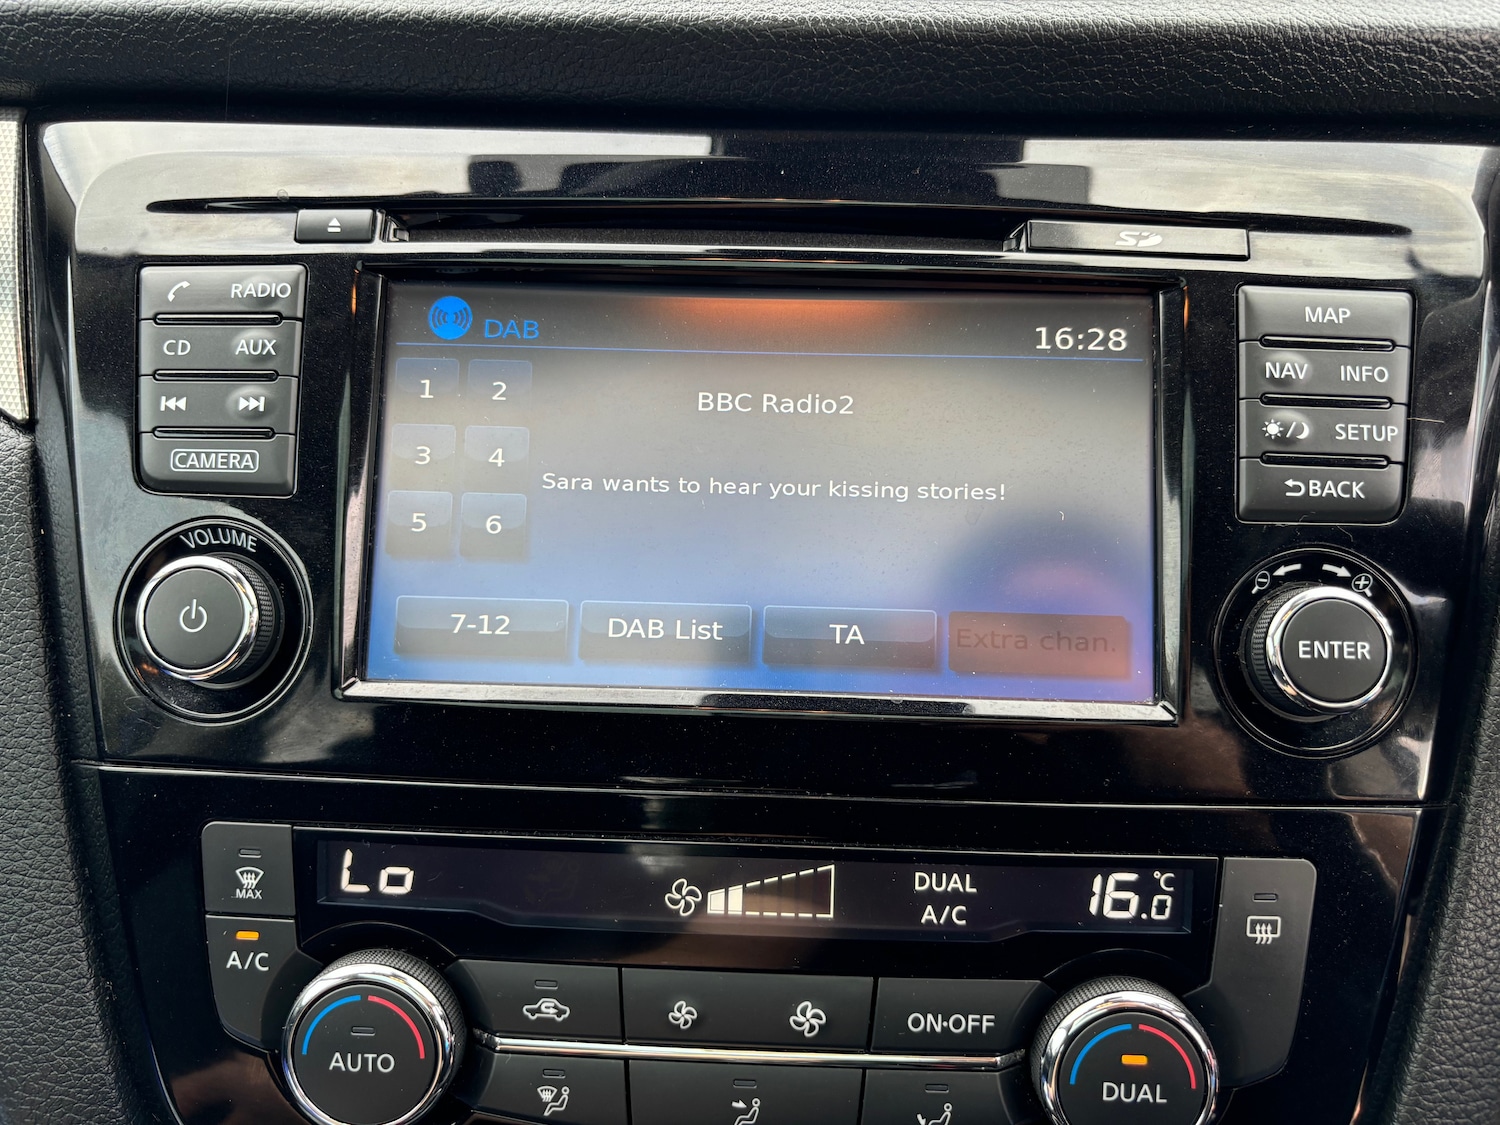 SD
RADIO
CD AUX
CAMERA
VOLUME
DAB
16:28
1 2
3 4
5 6
BBC Radio2
Sara wants to hear your kissing stories!
7-12
DAB List
TA
Extra chan.
MAP
NAV INFO
SETUP
BACK
ENTER
MAX
A/C
Lo
DUAL
A/C
16.0 °C
AUTO
ON·OFF
DUAL